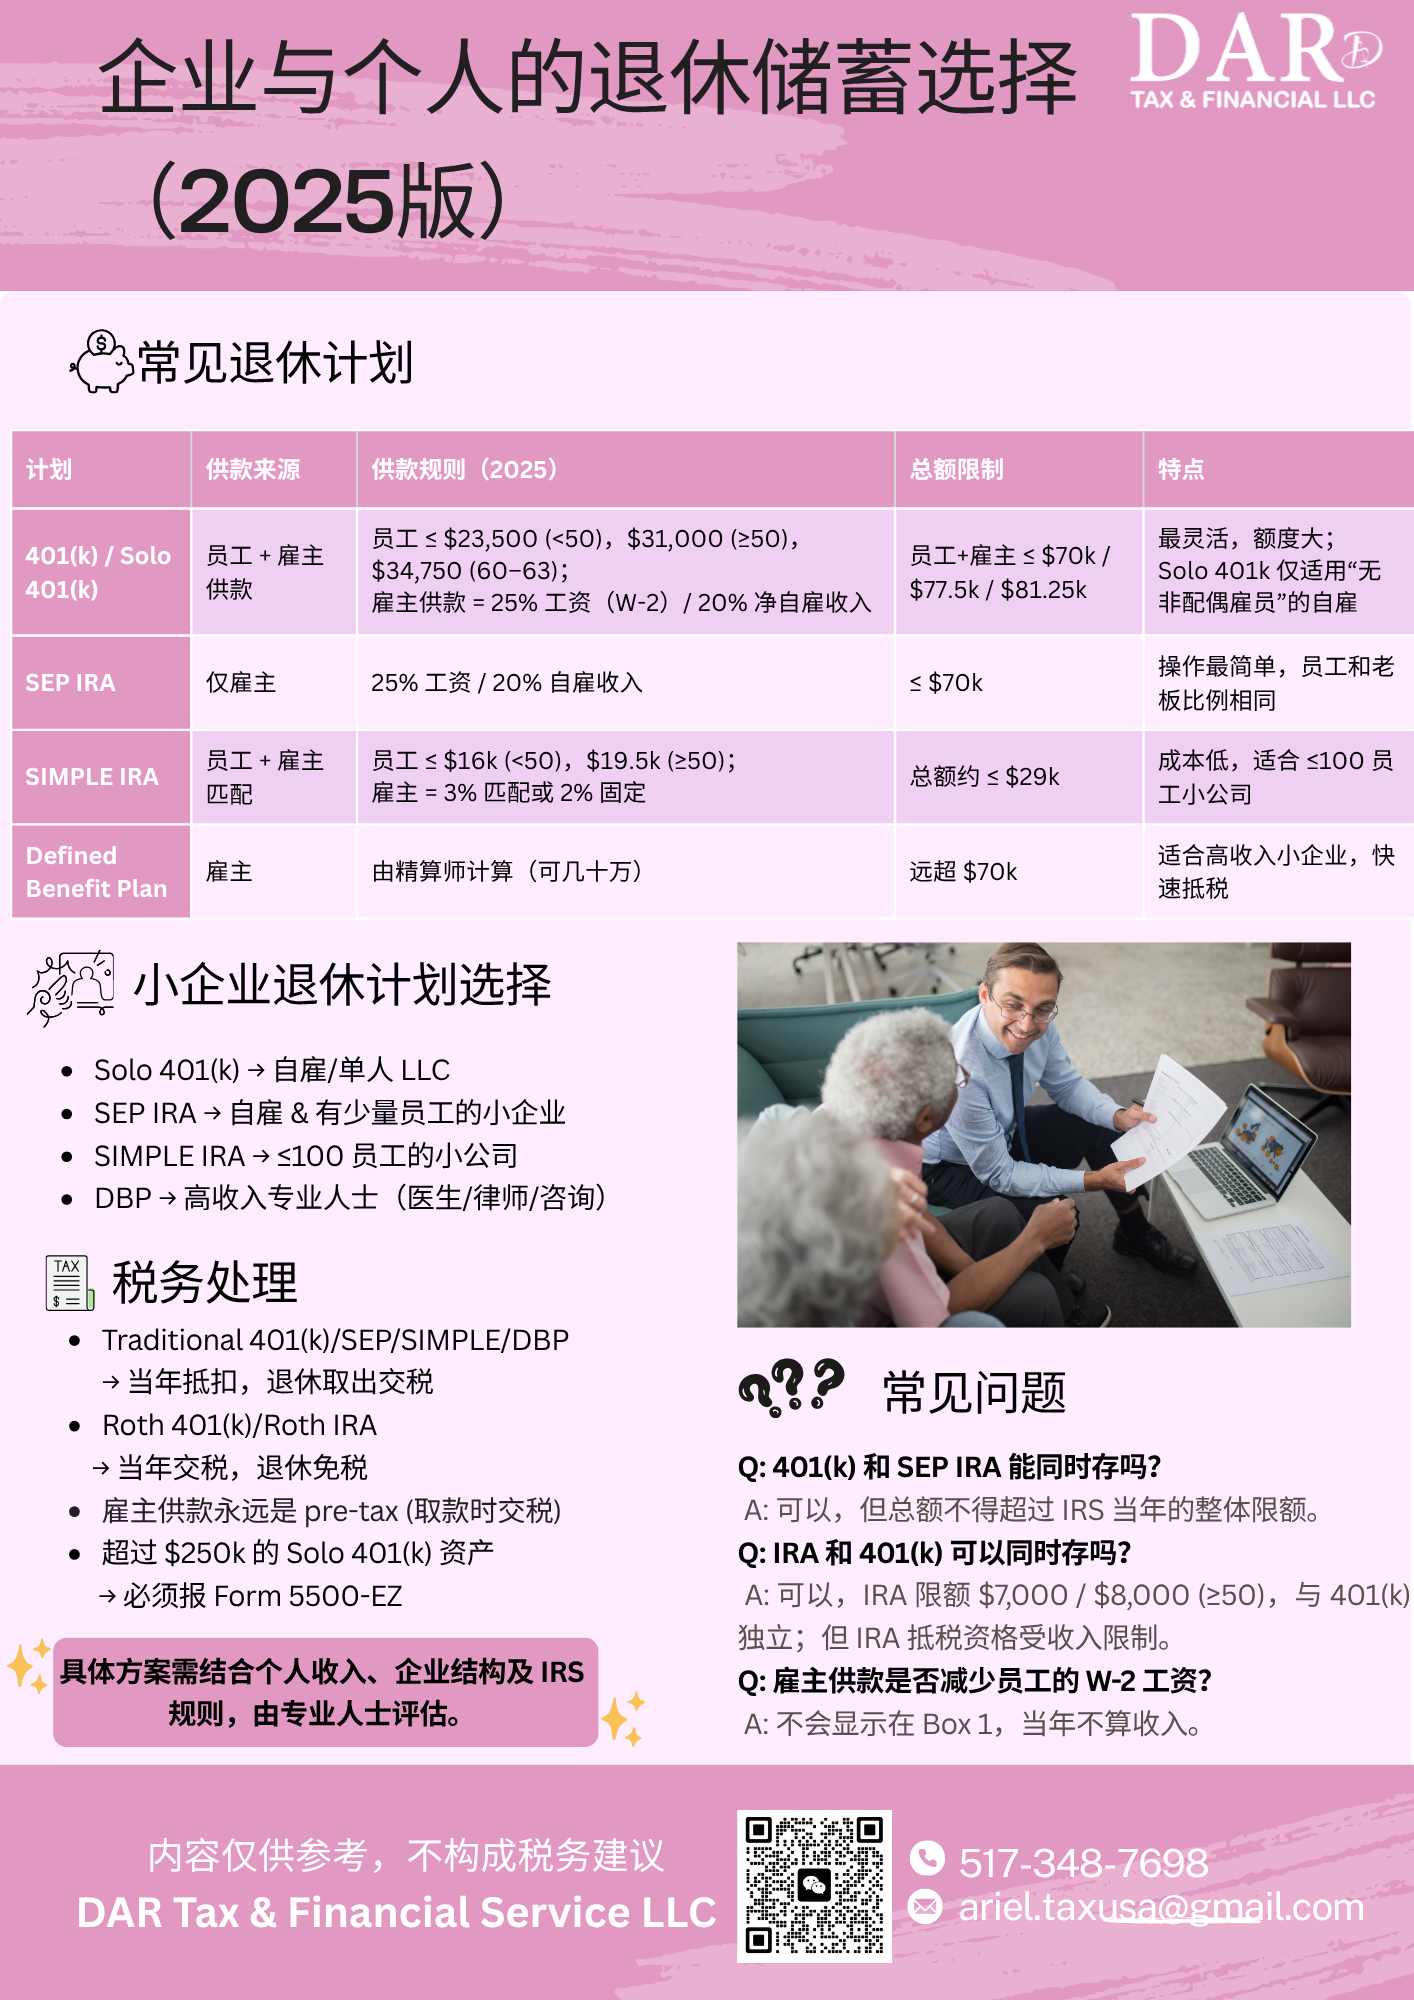 企业与个人的退休储蓄选择
（2025版）
DAR
TAX & FINANCIAL LLC
常见退休计划
计划
供款来源
供款规则（2025）
总额限制
特点
401(k) / Solo
401(k)
员工 + 雇主
供款
员工 ≤ $23,500 (<50)，$31,000 (≥50)，
$34,750 (60–63)；
雇主供款 = 25% 工资（W-2）/ 20% 净自雇收入
员工+雇主 ≤ $70k /
$77.5k / $81.25k
最灵活，额度大；
Solo 401k 仅适用“无
非配偶雇员”的自雇
SEP IRA
仅雇主
25% 工资 / 20% 自雇收入
≤ $70k
操作最简单，员工和老
板比例相同
SIMPLE IRA
员工 + 雇主
匹配
员工 ≤ $16k (<50)，$19.5k (≥50)；
雇主 = 3% 匹配或 2% 固定
总额约 ≤ $29k
成本低，适合 ≤100 员
工小公司
Defined
Benefit Plan
雇主
由精算师计算（可几十万）
远超 $70k
适合高收入小企业，快
速抵税
小企业退休计划选择
• Solo 401(k) → 自雇/单人 LLC
• SEP IRA → 自雇 & 有少量员工的小企业
• SIMPLE IRA → ≤100 员工的小公司
• DBP → 高收入专业人士（医生/律师/咨询）
TAX
$
税务处理
• Traditional 401(k)/SEP/SIMPLE/DBP
→ 当年抵扣，退休取出交税
• Roth 401(k)/Roth IRA
→ 当年交税，退休免税
• 雇主供款永远是 pre-tax (取款时交税)
• 超过 $250k 的 Solo 401(k) 资产
→ 必须报 Form 5500-EZ
具体方案需结合个人收入、企业结构及 IRS
规则，由专业人士评估。
???
常见问题
Q: 401(k) 和 SEP IRA 能同时存吗？
A: 可以，但总额不得超过 IRS 当年的整体限额。
Q: IRA 和 401(k) 可以同时存吗？
A: 可以，IRA 限额 $7,000 / $8,000 (≥50)，与 401(k)
独立；但 IRA 抵税资格受收入限制。
Q: 雇主供款是否减少员工的 W-2 工资？
A: 不会显示在 Box 1，当年不算收入。
内容仅供参考，不构成税务建议
DAR Tax & Financial Service LLC
517-348-7698
ariel.taxusa@gmail.com